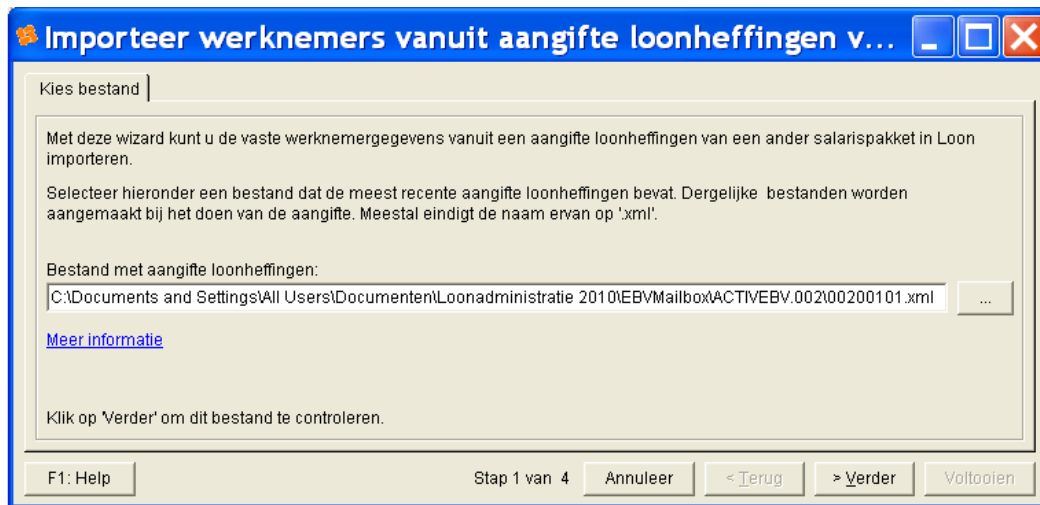 Importeer werknemers vanuit aangifte loonheffingen v...
Kies bestand
Met deze wizard kunt u de vaste werknemergegevens vanuit een aangifte loonheffingen van een ander salarispakket in Loon
importeren.
Selecteer hieronder een bestand dat de meest recente aangifte loonheffingen bevat. Dergelijke bestanden worden
aangemaakt bij het doen van de aangifte. Meestal eindigt de naam ervan op '.xml'.
Bestand met aangifte loonheffingen:
C:\Documents and Settings\All Users\Documenten\Loonadministratie 2010\EBVMailbox\ACTIVEBV.002\00200101.xml
...
Meer informatie
Klik op 'Verder' om dit bestand te controleren.
F1: Help Stap 1 van 4 Annuleer < Terug > Verder Voltooien